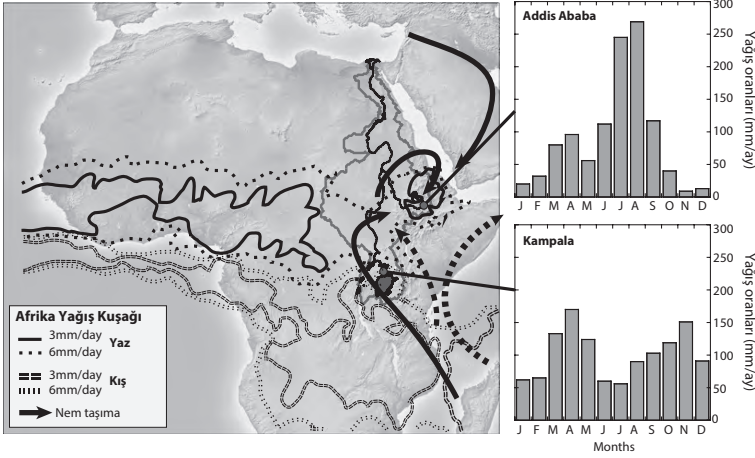 Afrika Yağış Kuşağı
3mm/day
6mm/day
Yaz
3mm/day
6mm/day
Kış
Nem taşıma
Addis Ababa
300
250
200
150
100
50
0
Yağış oranları (mm/ay)
J F M A M J J A S O N D
Kampala
300
250
200
150
100
50
0
Yağış oranları (mm/ay)
J F M A M J J A S O N D
Months